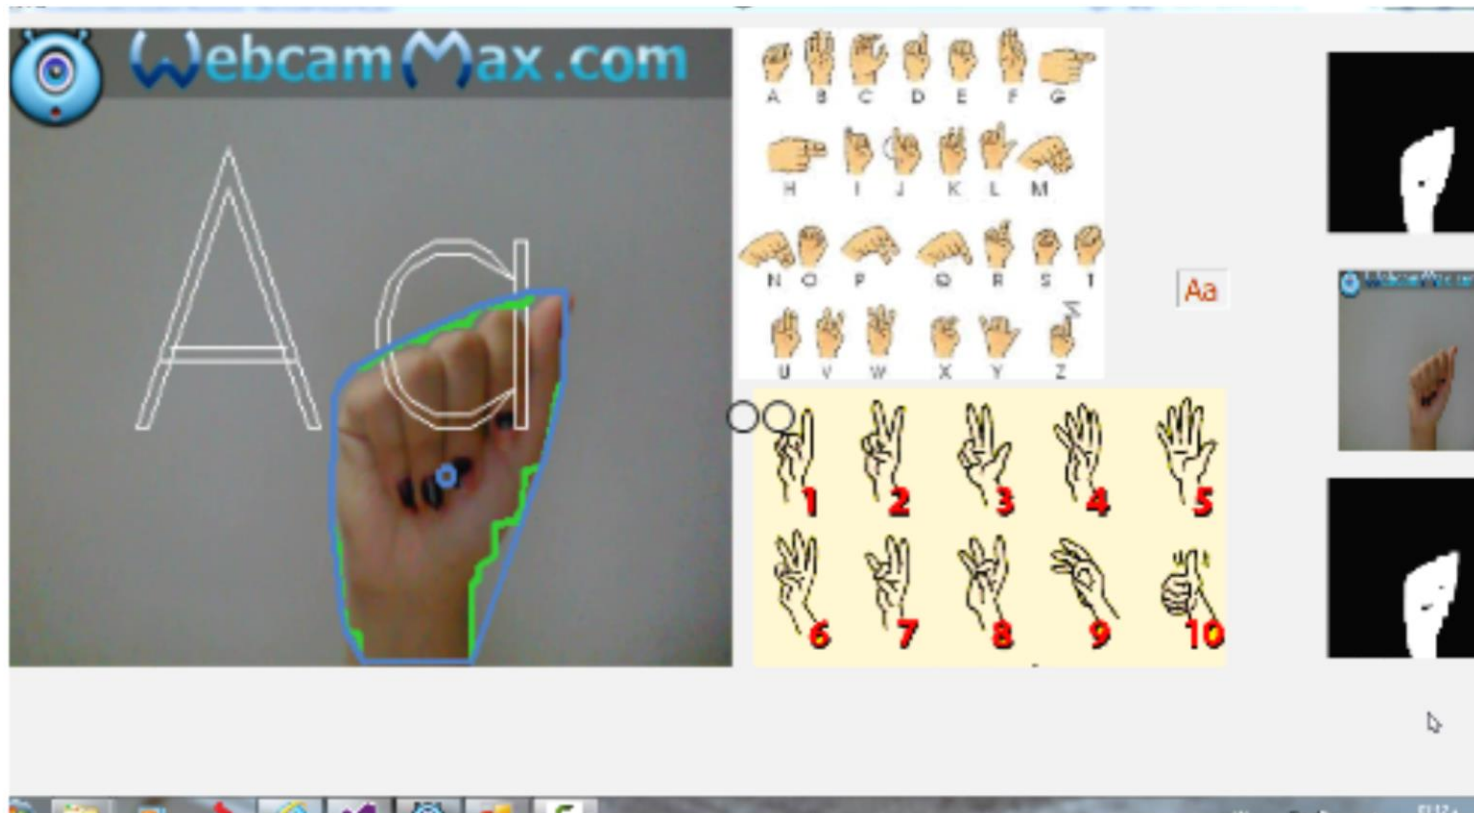 WebcamMax.com
Aa
A B C D E F G
H I J K L M
N O P Q R S T
U V W X Y Z
Aa
1 2 3 4 5
6 7 8 9 10